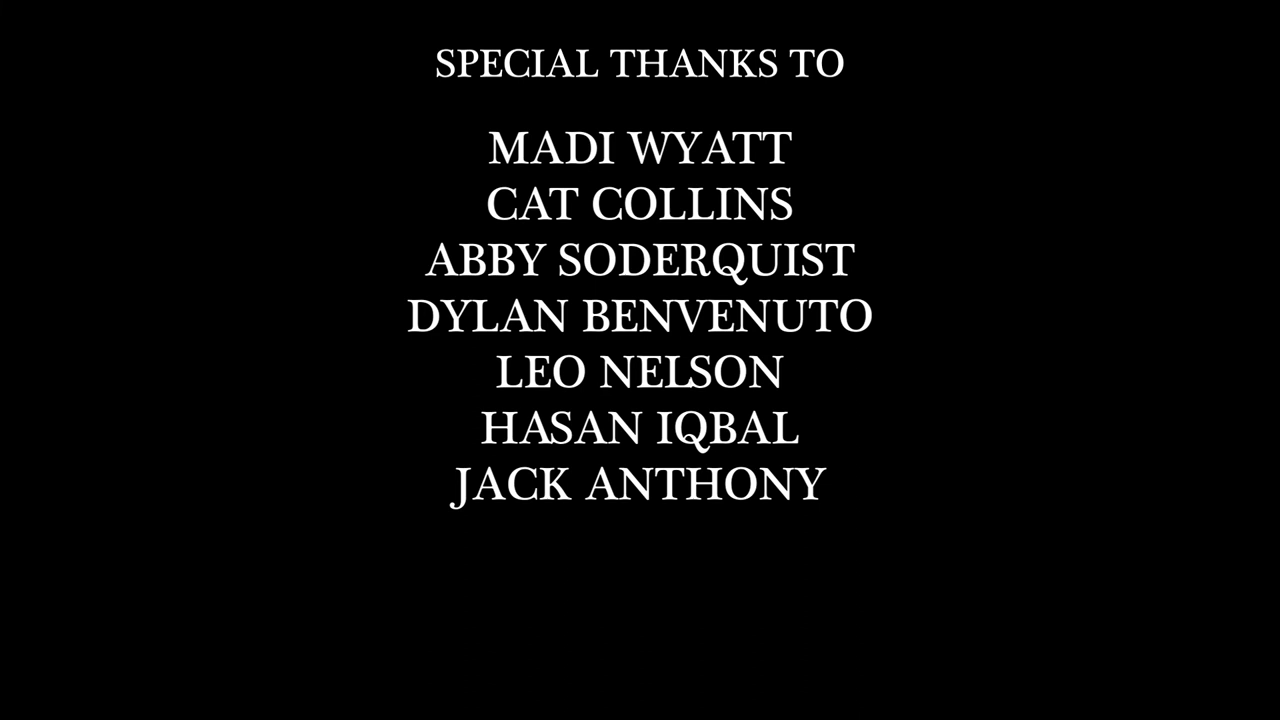 SPECIAL THANKS TO
MADI WYATT
CAT COLLINS
ABBY SODERQUIST
DYLAN BENVENUTO
LEO NELSON
HASAN IQBAL
JACK ANTHONY